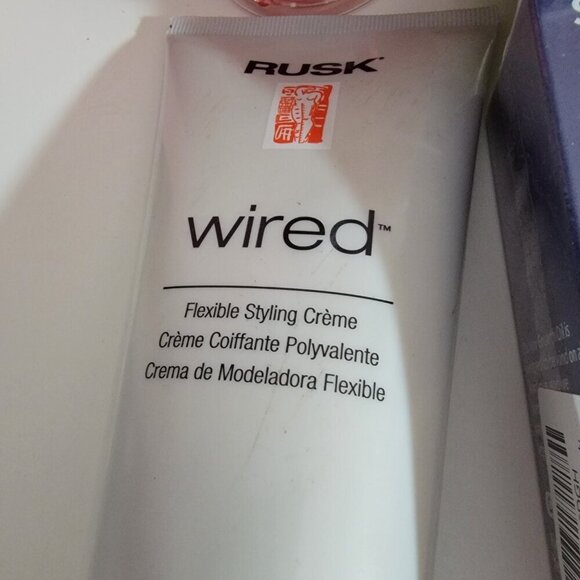 RUSK
wired™
Flexible Styling Crème
Crème Coiffante Polyvalente
Crema de Modeladora Flexible